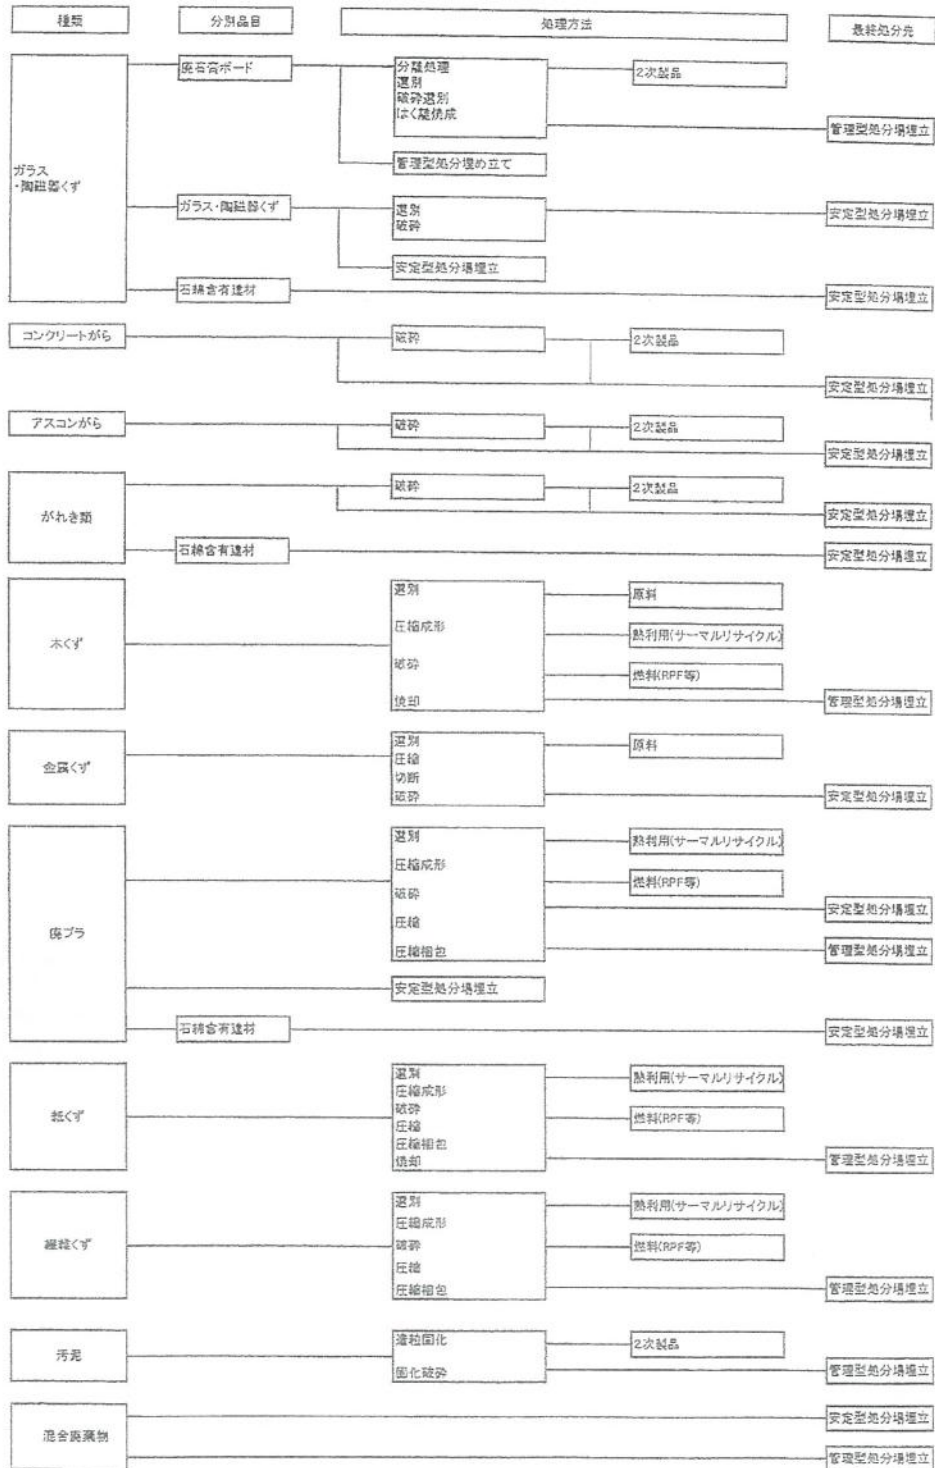 種類
分別品目
処理方法
最終処分先
ガラス
・陶磁器くず
廃石膏ボード
分離処理
選別
破砕選別
はく離焼成
2次製品
管理型処分場埋立
管理型処分埋め立て
ガラス・陶磁器くず
選別
破砕
安定型処分場埋立
安定型処分場埋立
石綿含有建材
安定型処分場埋立
コンクリートがら
破砕
2次製品
安定型処分場埋立
アスコンがら
破砕
2次製品
安定型処分場埋立
がれき類
破砕
2次製品
安定型処分場埋立
石綿含有建材
安定型処分場埋立
木くず
選別
圧縮成形
破砕
焼却
原料
熱利用(サーマルリサイクル)
燃料(RPF等)
管理型処分場埋立
金属くず
選別
圧縮
切断
破砕
原料
安定型処分場埋立
廃プラ
選別
圧縮成形
破砕
圧縮
圧縮梱包
熱利用(サーマルリサイクル)
燃料(RPF等)
安定型処分場埋立
管理型処分場埋立
安定型処分場埋立
石綿含有建材
安定型処分場埋立
紙くず
選別
圧縮成形
破砕
圧縮
圧縮梱包
焼却
熱利用(サーマルリサイクル)
燃料(RPF等)
管理型処分場埋立
繊維くず
選別
圧縮成形
破砕
圧縮
圧縮梱包
熱利用(サーマルリサイクル)
燃料(RPF等)
管理型処分場埋立
汚泥
造粒固化
固化破砕
2次製品
管理型処分場埋立
混合廃棄物
安定型処分場埋立
管理型処分場埋立